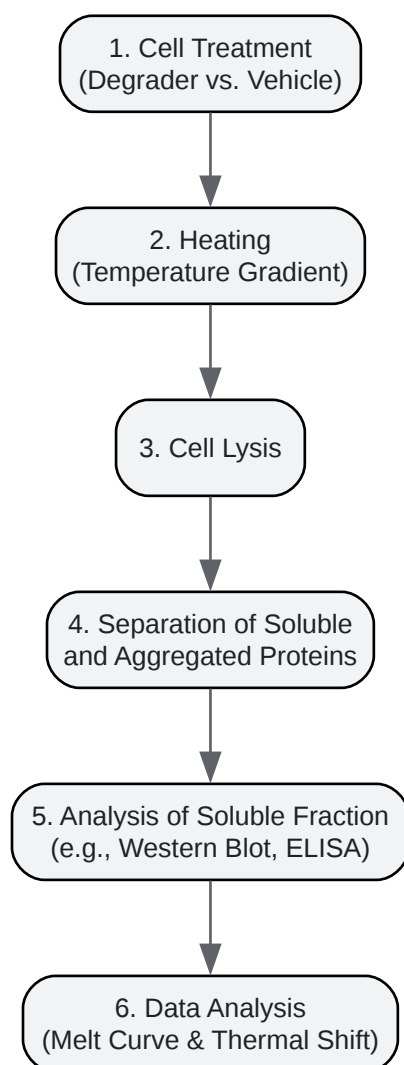 1. Cell Treatment
(Degrader vs. Vehicle)
2. Heating
(Temperature Gradient)
3. Cell Lysis
4. Separation of Soluble
and Aggregated Proteins
5. Analysis of Soluble Fraction
(e.g., Western Blot, ELISA)
6. Data Analysis
(Melt Curve & Thermal Shift)